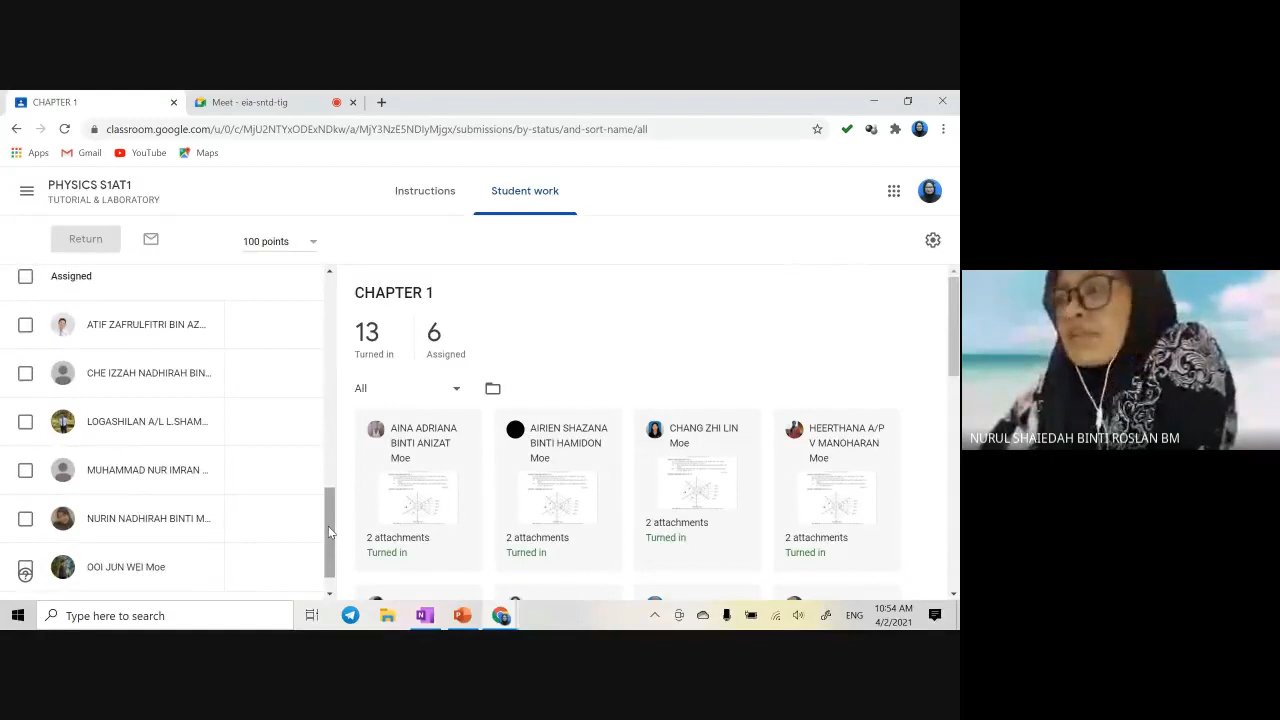 CHAPTER 1
Meet - eia-sntd-tig
classroom.google.com/u/0/c/MjU2NTYxODExNDkw/a/MjY3NzE5NDIyMjgx/submissions/by-status/and-sort-name/all
Apps Gmail YouTube Maps
PHYSICS S1AT1
TUTORIAL & LABORATORY
Instructions Student work
Return 100 points
Assigned
ATIF ZAFRULFITRI BIN AZ...
CHE IZZAH NADHIRAH BIN...
LOGASHILAN A/L L.SHAM...
MUHAMMAD NUR IMRAN ...
NURIN NADHIRAH BINTI M...
OOI JUN WEI Moe
CHAPTER 1
13 6
Turned in Assigned
All
AINA ADRIANA
BINTI ANIZAT
Moe
2 attachments
Turned in
AIRIEN SHAZANA
BINTI HAMIDON
Moe
2 attachments
Turned in
CHANG ZHI LIN
Moe
2 attachments
Turned in
HEERTHANA A/P
V MANOHARAN
Moe
2 attachments
Turned in
NURUL SHAIEDAH BINTI ROSLAN BM
Type here to search
ENG
10:54 AM
4/2/2021